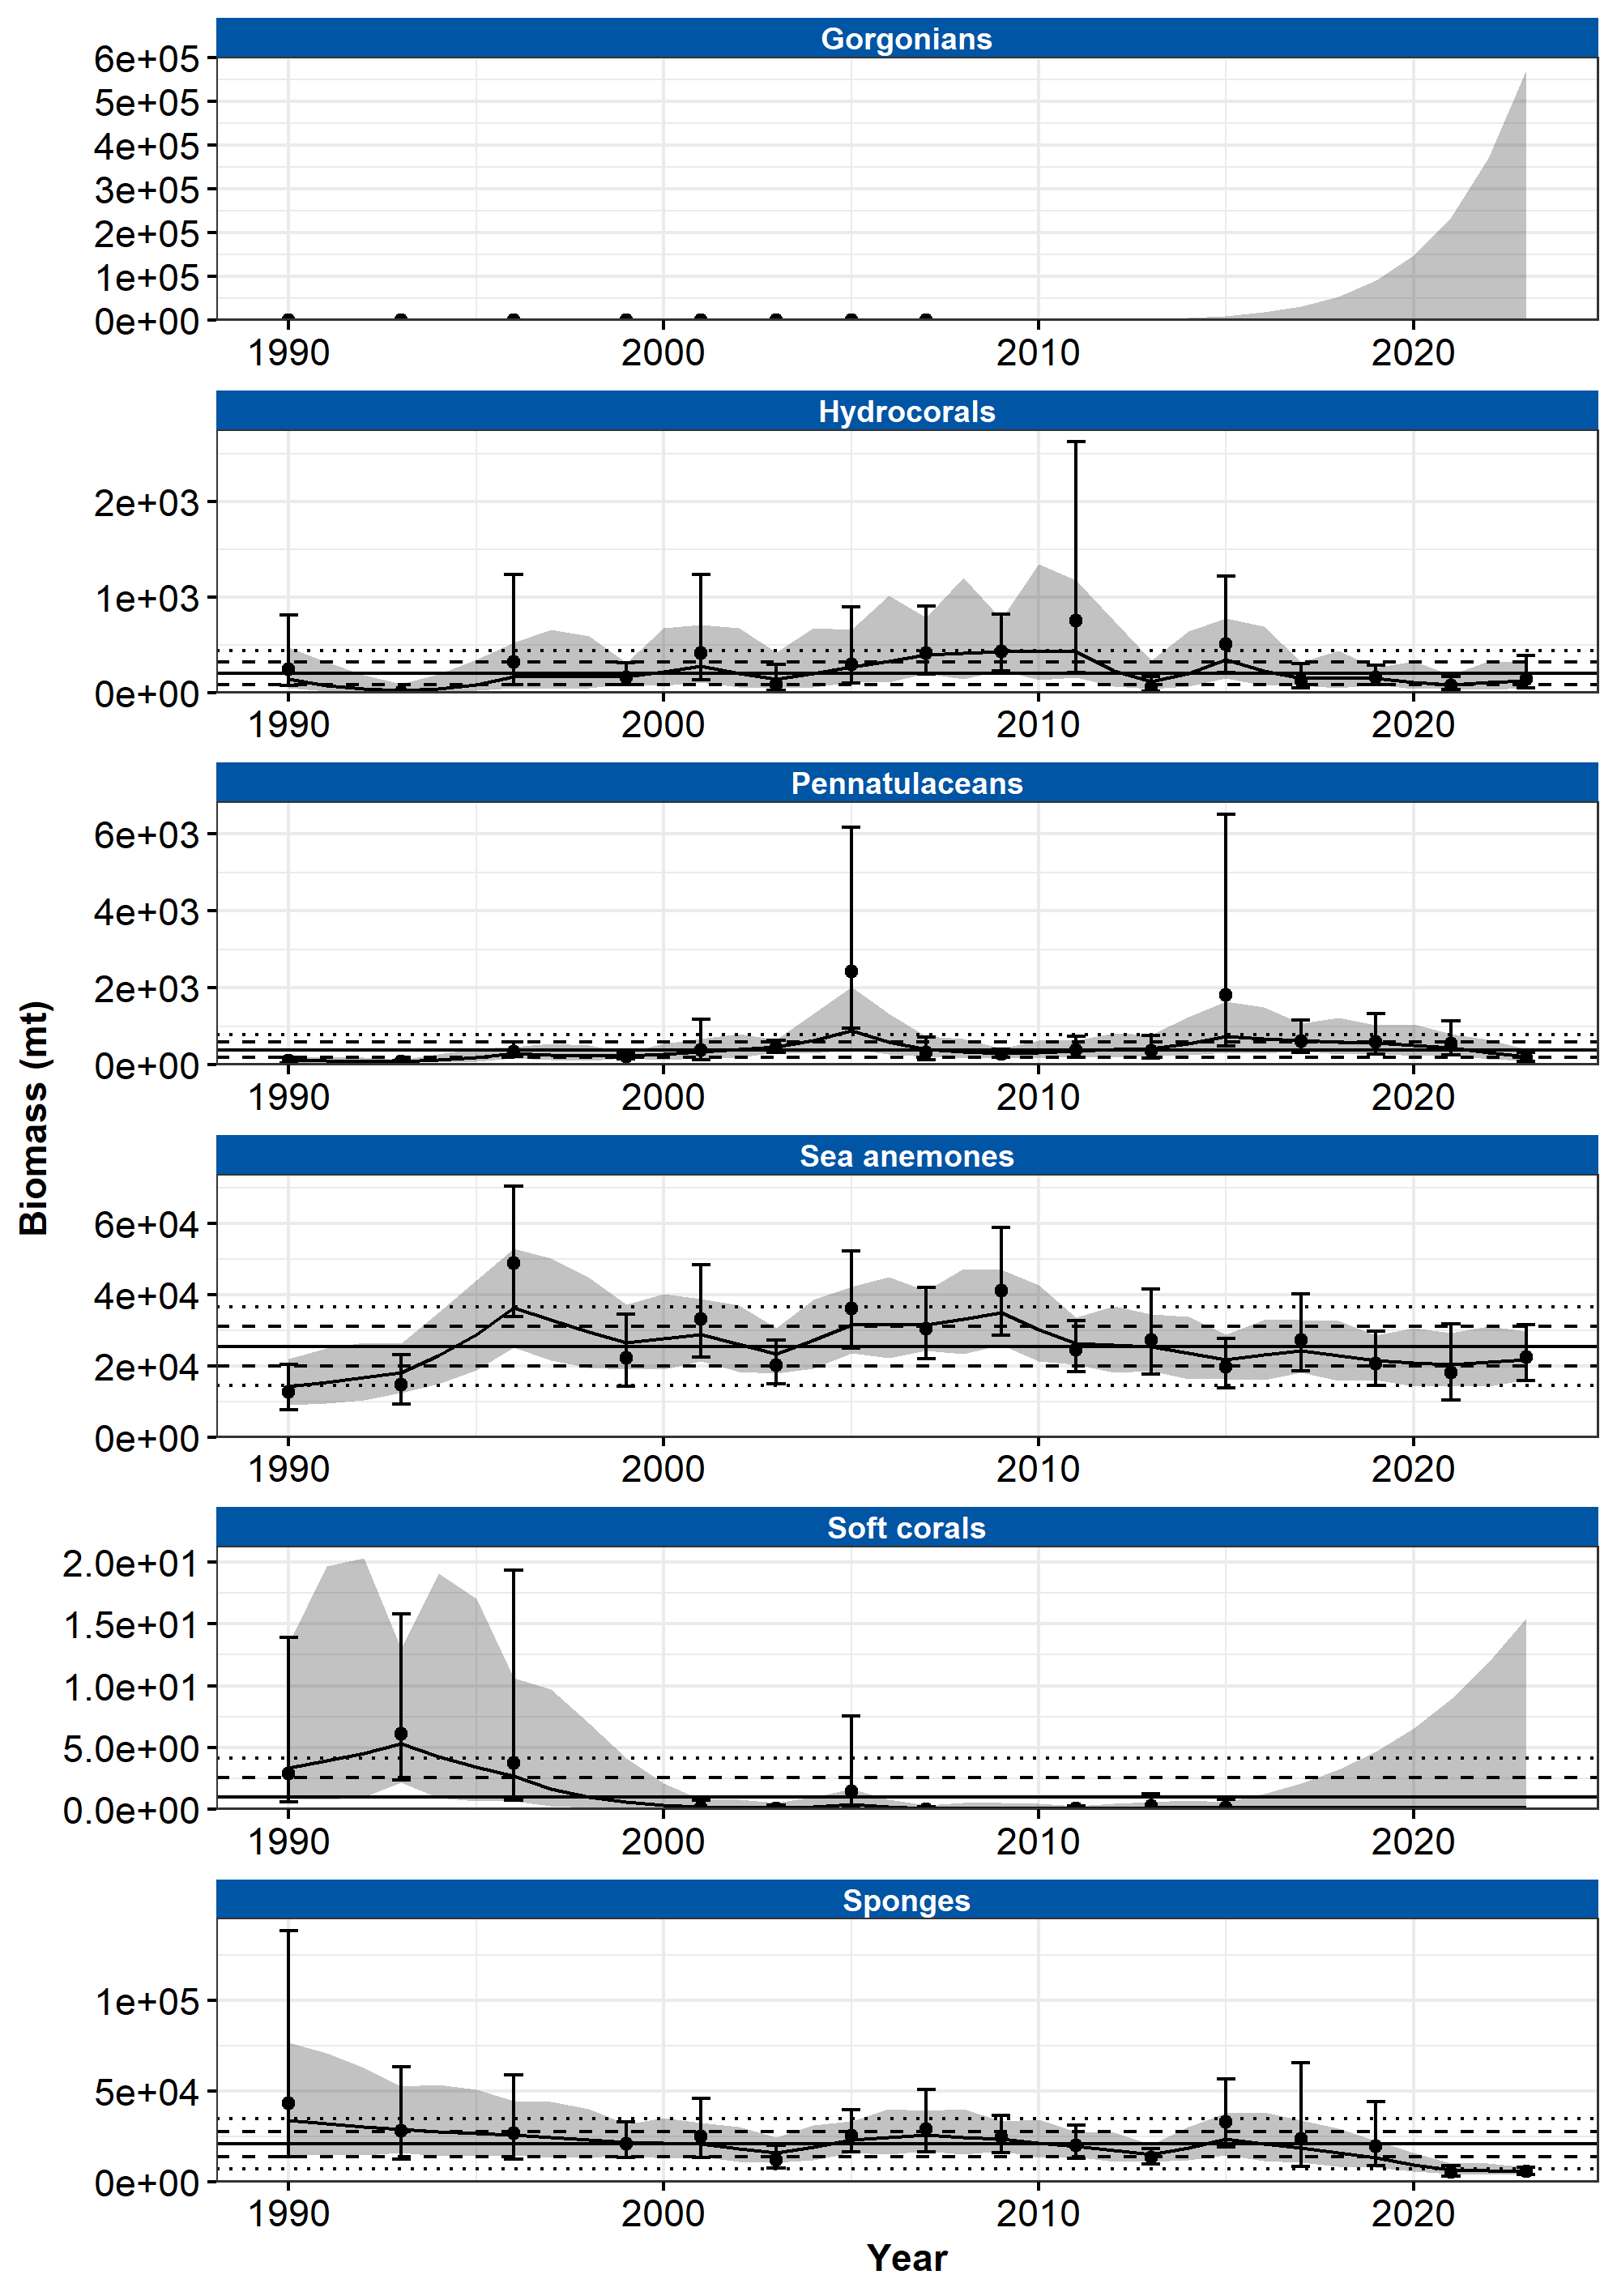 Gorgonians
6e+05
5e+05
4e+05
3e+05
2e+05
1e+05
0e+00
1990 2000 2010 2020
Hydrocorals
2e+03
1e+03
0e+00
1990 2000 2010 2020
Pennatulaceans
6e+03
4e+03
2e+03
0e+00
1990 2000 2010 2020
Biomass (mt)
Sea anemones
6e+04
4e+04
2e+04
0e+00
1990 2000 2010 2020
Soft corals
2.0e+01
1.5e+01
1.0e+01
5.0e+00
0.0e+00
1990 2000 2010 2020
Sponges
1e+05
5e+04
0e+00
1990 2000 2010 2020
Year